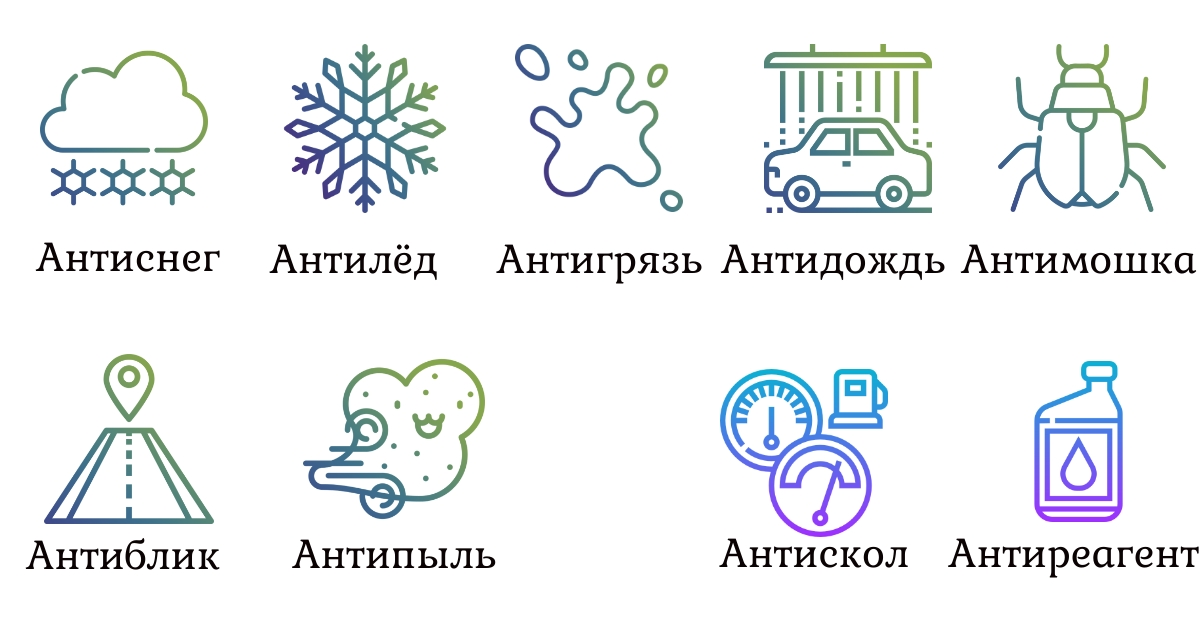 Антиснег
Антилёд
Антигрязь
Антидождь
Антимошка
Антиблик
Антипыль
Антискол
Антиреагент